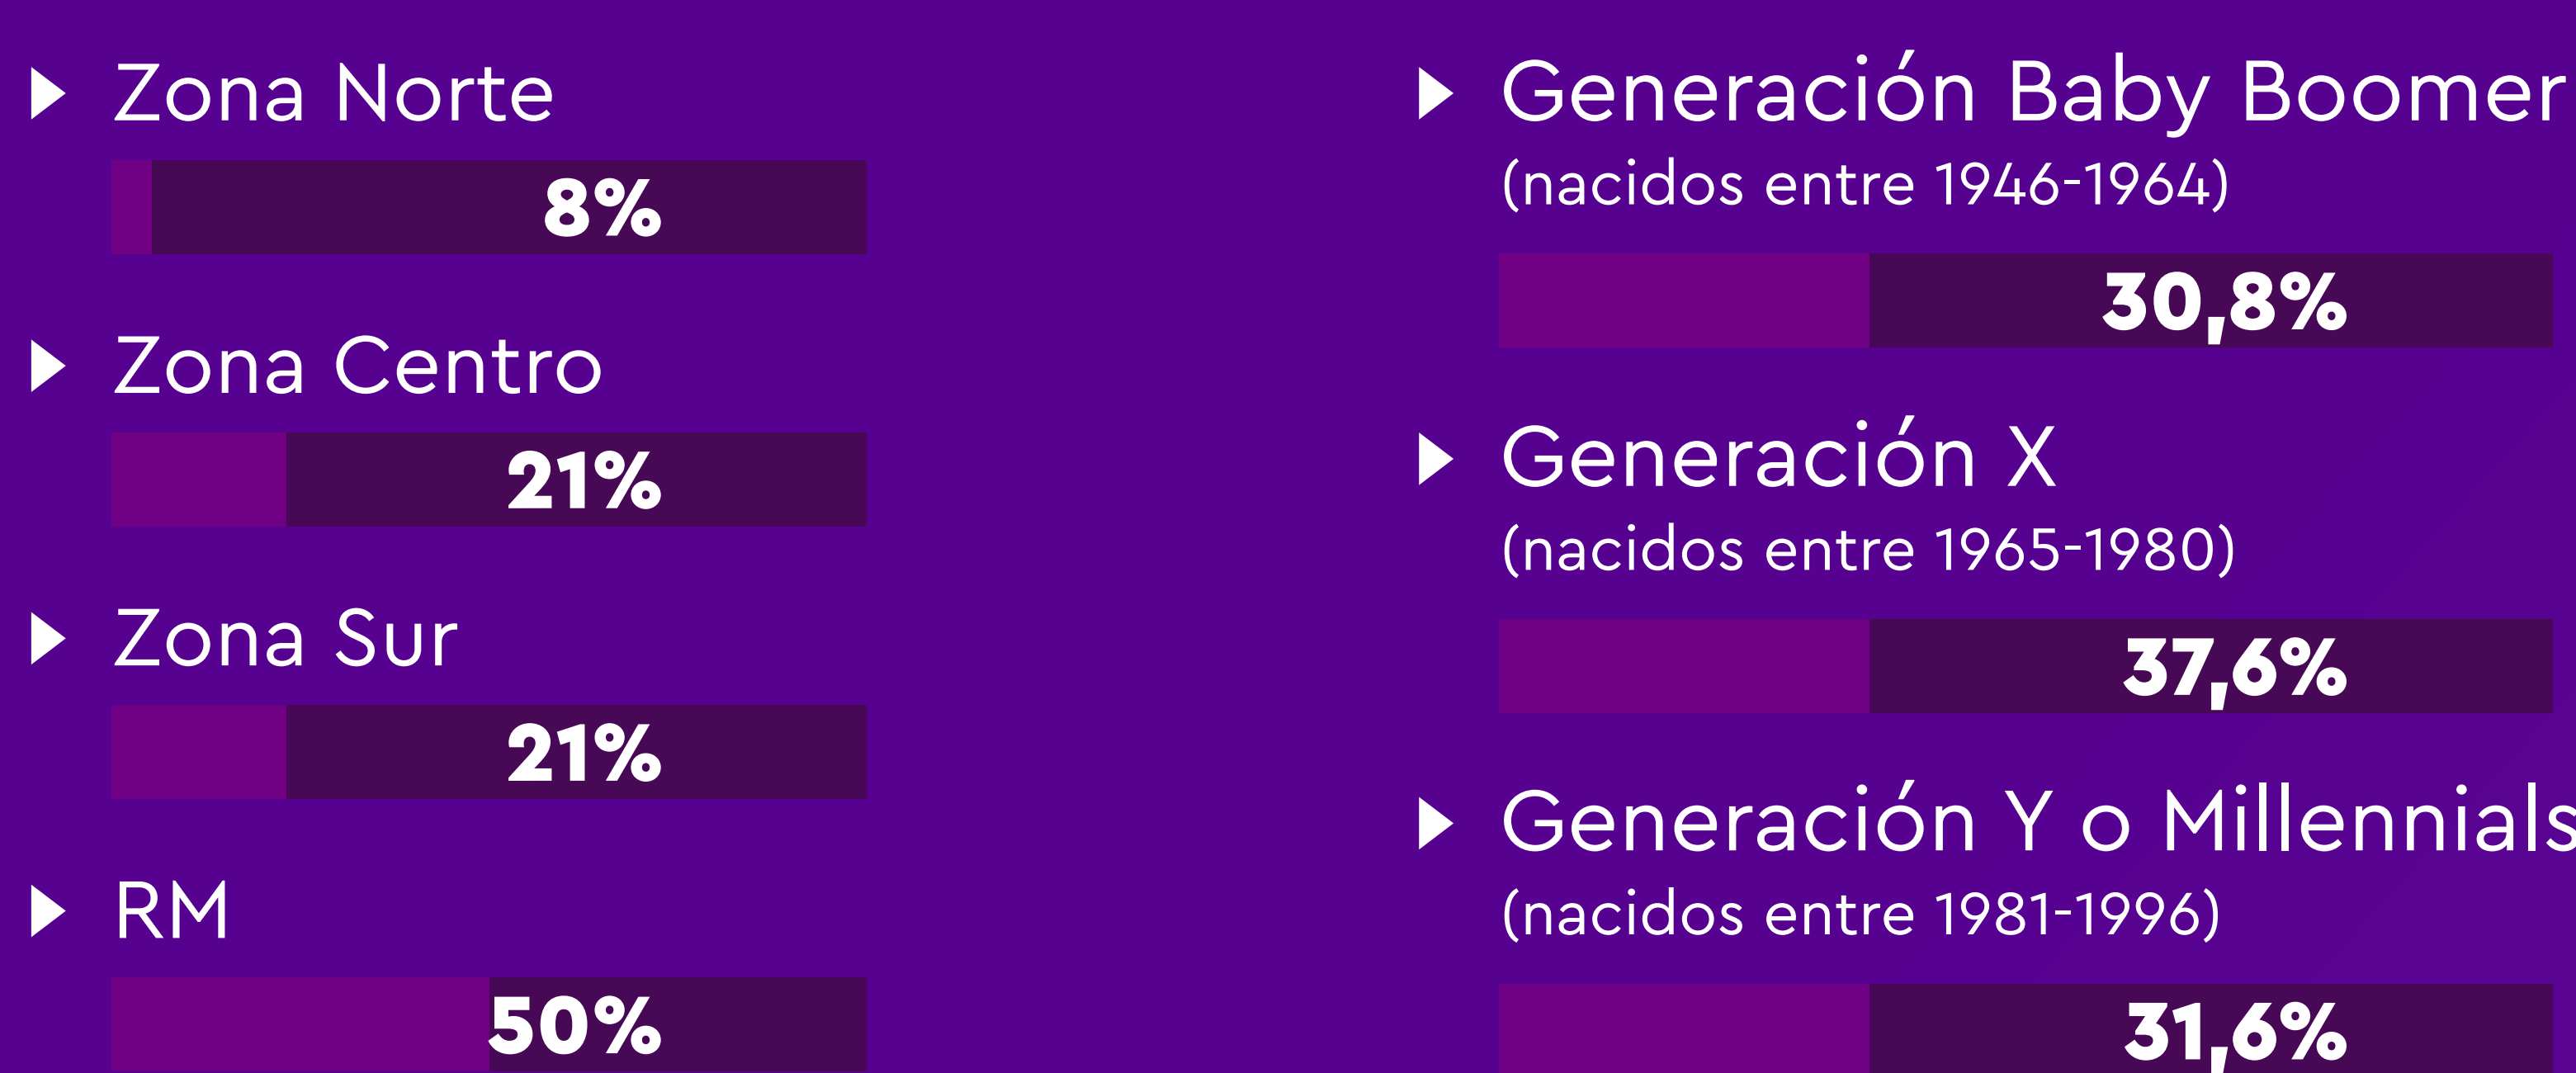 Zona Norte
8%
Zona Centro
21%
Zona Sur
21%
RM
50%
Generación Baby Boomer
(nacidos entre 1946-1964)
30,8%
Generación X
(nacidos entre 1965-1980)
37,6%
Generación Y o Millennials
(nacidos entre 1981-1996)
31,6%